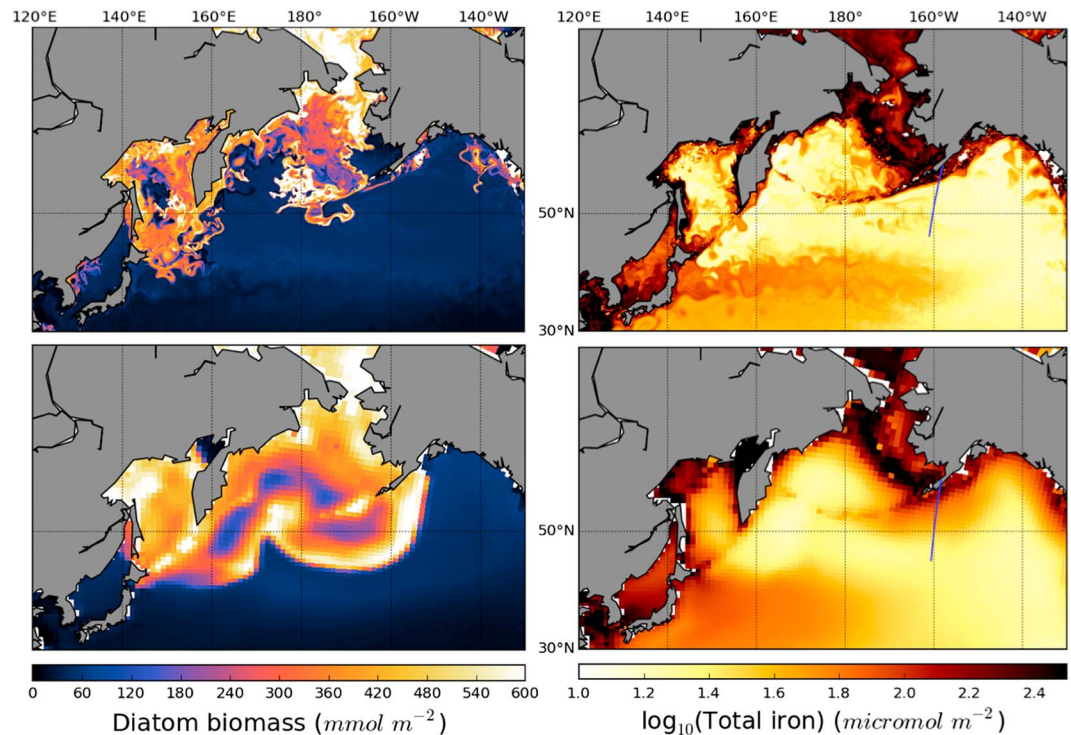 120°E 140°E 160°E 180°E 160°W 140°W 120°E 140°E 160°E 180°E 160°W 140°W
50°N
30°N
50°N
30°N
0 60 120 180 240 300 360 420 480 540 600 1.0 1.2 1.4 1.6 1.8 2.0 2.2 2.4
Diatom biomass (mmol m⁻²) log₁₀(Total iron) (micromol m⁻²)